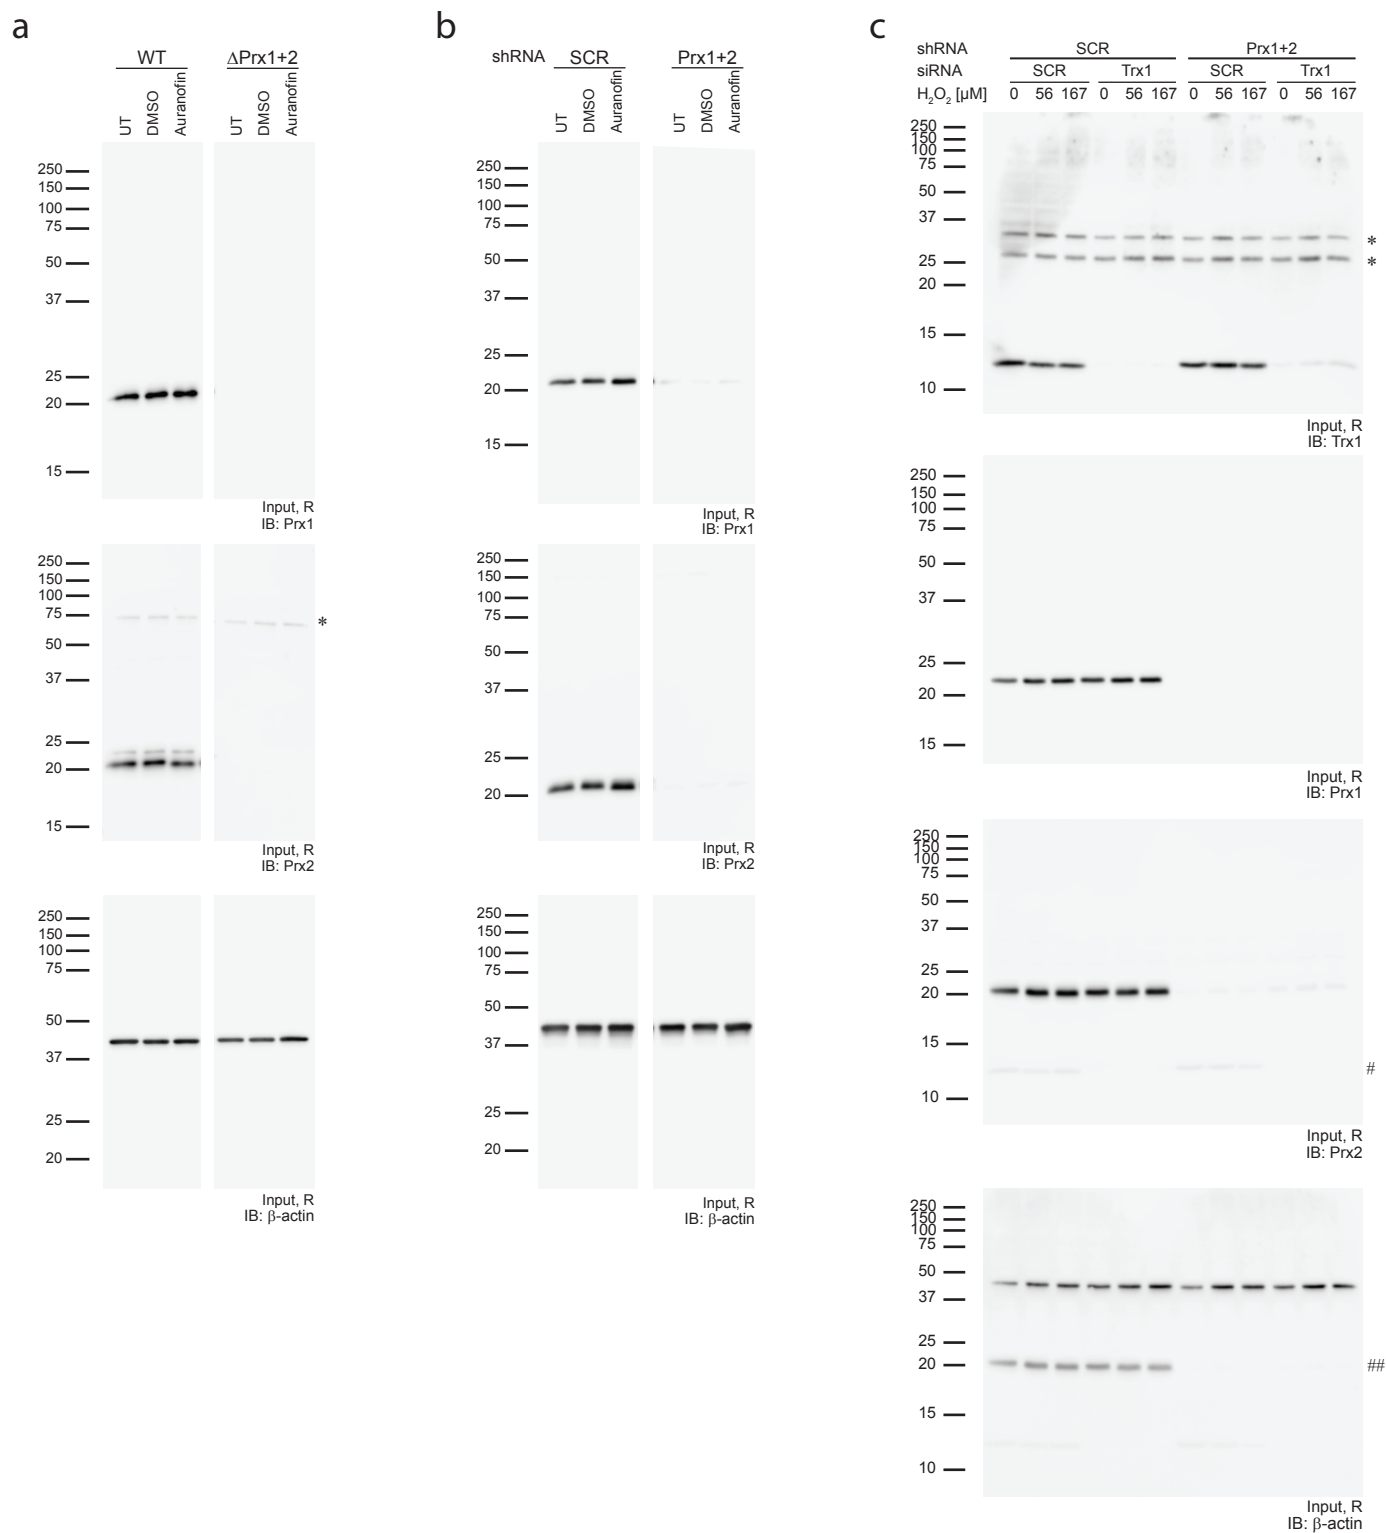 a
WT
ΔPrx1+2
UT
DMSO
Auranofin
UT
DMSO
Auranofin
250
150
100
75
50
37
25
20
15
Input, R
IB: Prx1
250
150
100
75
50
37
25
20
15
*
Input, R
IB: Prx2
250
150
100
75
50
37
25
20
Input, R
IB: β-actin
b
shRNA
SCR
Prx1+2
UT
DMSO
Auranofin
UT
DMSO
Auranofin
250
150
100
75
50
37
25
20
15
Input, R
IB: Prx1
250
150
100
75
50
37
25
20
Input, R
IB: Prx2
250
150
100
75
50
37
25
20
Input, R
IB: β-actin
c
shRNA SCR Prx1+2
siRNA SCR Trx1 SCR Trx1
H₂O₂ [µM] 0 56 167 0 56 167 0 56 167 0 56 167
250
150
100
75
50
37
25
20
15
10
*
*
Input, R
IB: Trx1
250
150
100
75
50
37
25
20
15
Input, R
IB: Prx1
250
150
100
75
50
37
25
20
15
10
#
Input, R
IB: Prx2
250
150
100
75
50
37
25
20
15
10
##
Input, R
IB: β-actin